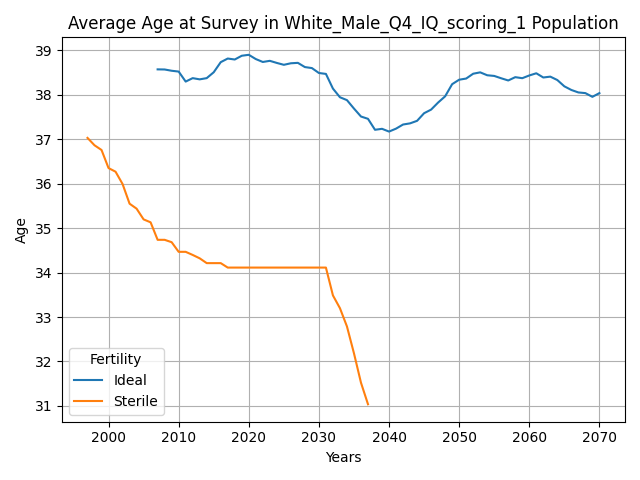 Average Age at Survey in White_Male_Q4_IQ_scoring_1 Population
39
38
37
36
35
34
33
32
31
Age
Fertility
Ideal
Sterile
2000 2010 2020 2030 2040 2050 2060 2070
Years